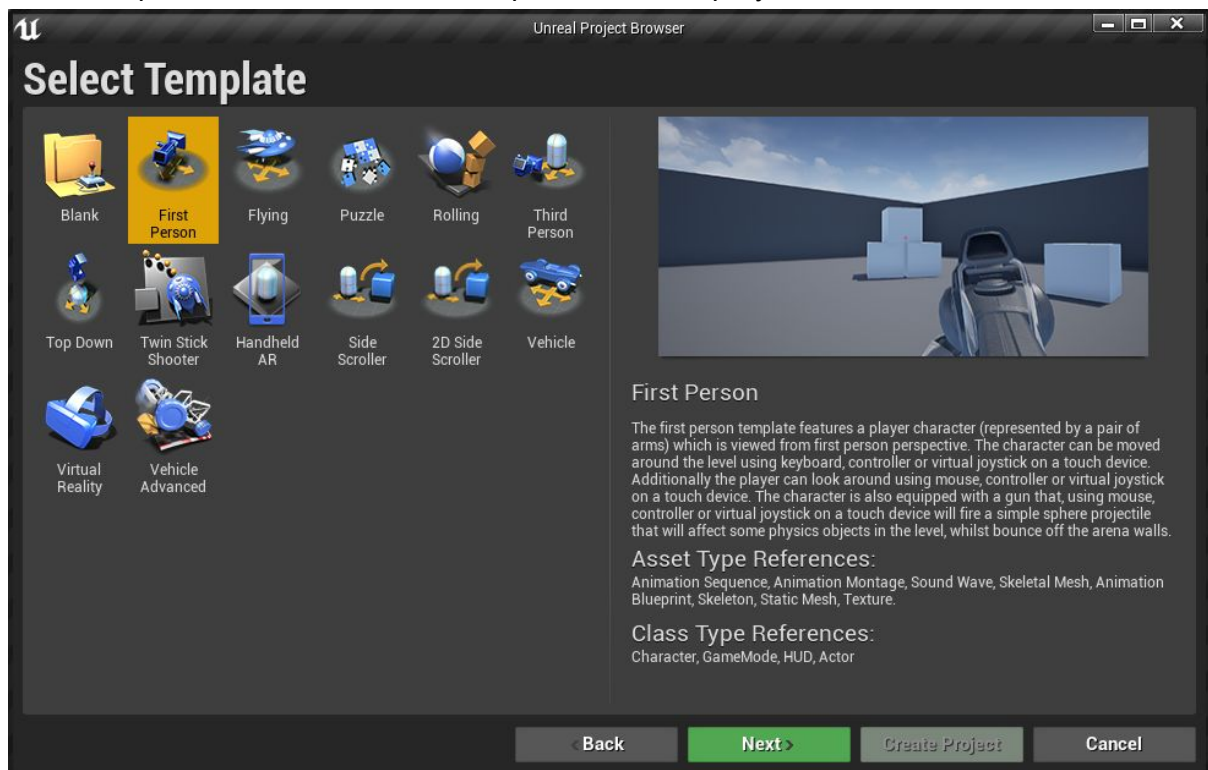 Unreal Project Browser
Select Template
Blank
First
Person
Flying
Puzzle
Rolling
Third
Person
Top Down
Twin Stick
Shooter
Handheld
AR
Side
Scroller
2D Side
Scroller
Vehicle
Virtual
Reality
Vehicle
Advanced
First Person
The first person template features a player character (represented by a pair of
arms) which is viewed from first person perspective. The character can be moved
around the level using keyboard, controller or virtual joystick on a touch device.
Additionally the player can look around using mouse, controller or virtual joystick
on a touch device. The character is also equipped with a gun that, using mouse,
controller or virtual joystick on a touch device will fire a simple sphere projectile
that will affect some physics objects in the level, whilst bounce off the arena walls.
Asset Type References:
Animation Sequence, Animation Montage, Sound Wave, Skeletal Mesh, Animation
Blueprint, Skeleton, Static Mesh, Texture.
Class Type References:
Character, GameMode, HUD, Actor
< Back
Next >
Create Project
Cancel